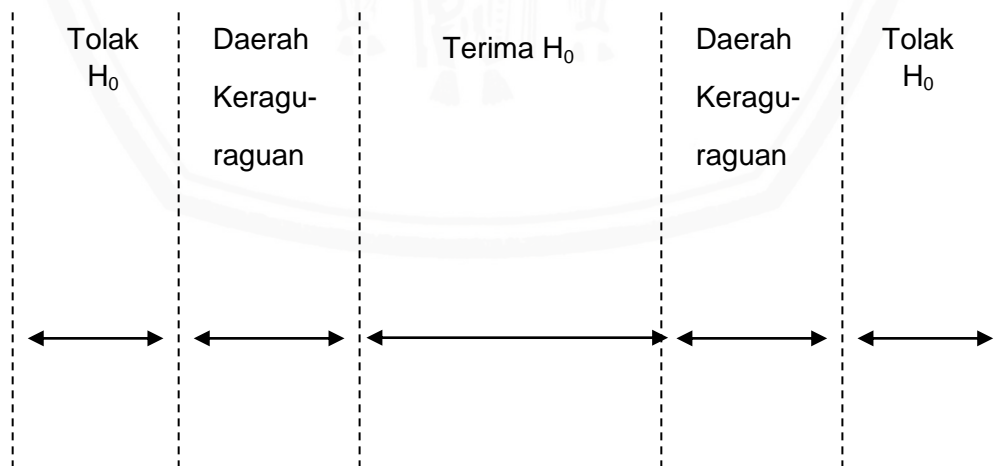 Tolak
H₀
Daerah
Keragu-
raguan
Terima H₀
Daerah
Keragu-
raguan
Tolak
H₀